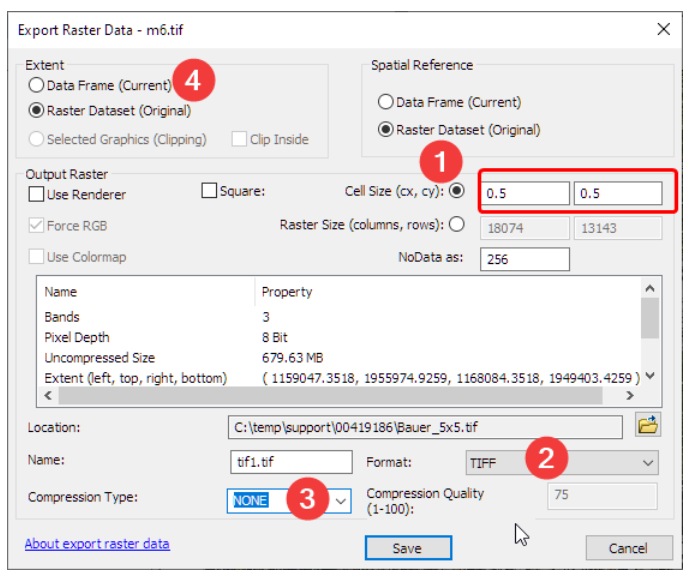 Export Raster Data - m6.tif
Extent
Data Frame (Current)
4
Raster Dataset (Original)
Selected Graphics (Clipping)
Clip Inside
Spatial Reference
Data Frame (Current)
Raster Dataset (Original)
1
Output Raster
Use Renderer
Square:
Cell Size (cx, cy):
0.5
0.5
Force RGB
Raster Size (columns, rows):
18074
13143
Use Colormap
NoData as:
256
Name
Property
Bands
3
Pixel Depth
8 Bit
Uncompressed Size
679.63 MB
Extent (left, top, right, bottom)
( 1159047.3518, 1955974.9259, 1168084.3518, 1949403.4259 )
Location:
C:\temp\support\00419186\Bauer_5x5.tif
Name:
tif1.tif
Format:
TIFF
2
Compression Type:
NONE
3
Compression Quality
(1-100):
75
About export raster data
Save
Cancel